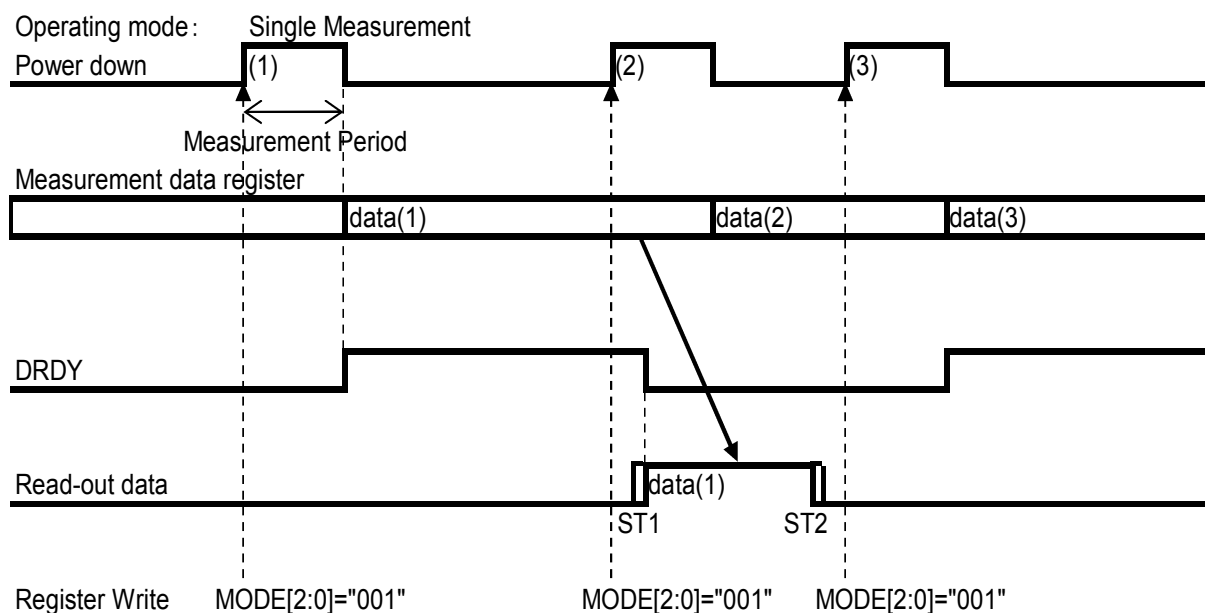 Operating mode: Single Measurement
Power down (1) (2) (3)
Measurement Period
Measurement data register
data(1) data(2) data(3)
DRDY
Read-out data data(1)
ST1 ST2
Register Write MODE[2:0]="001" MODE[2:0]="001" MODE[2:0]="001"